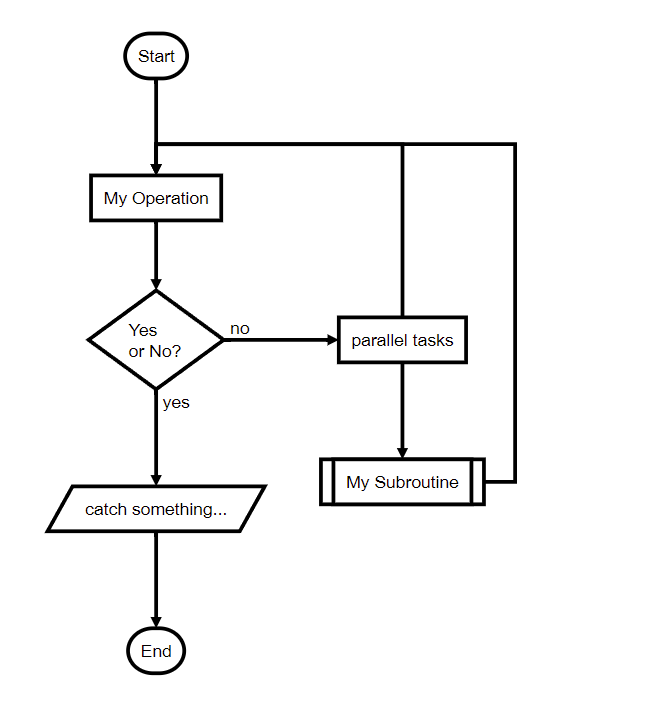 Start
My Operation
Yes
or No?
no
parallel tasks
yes
My Subroutine
catch something...
End